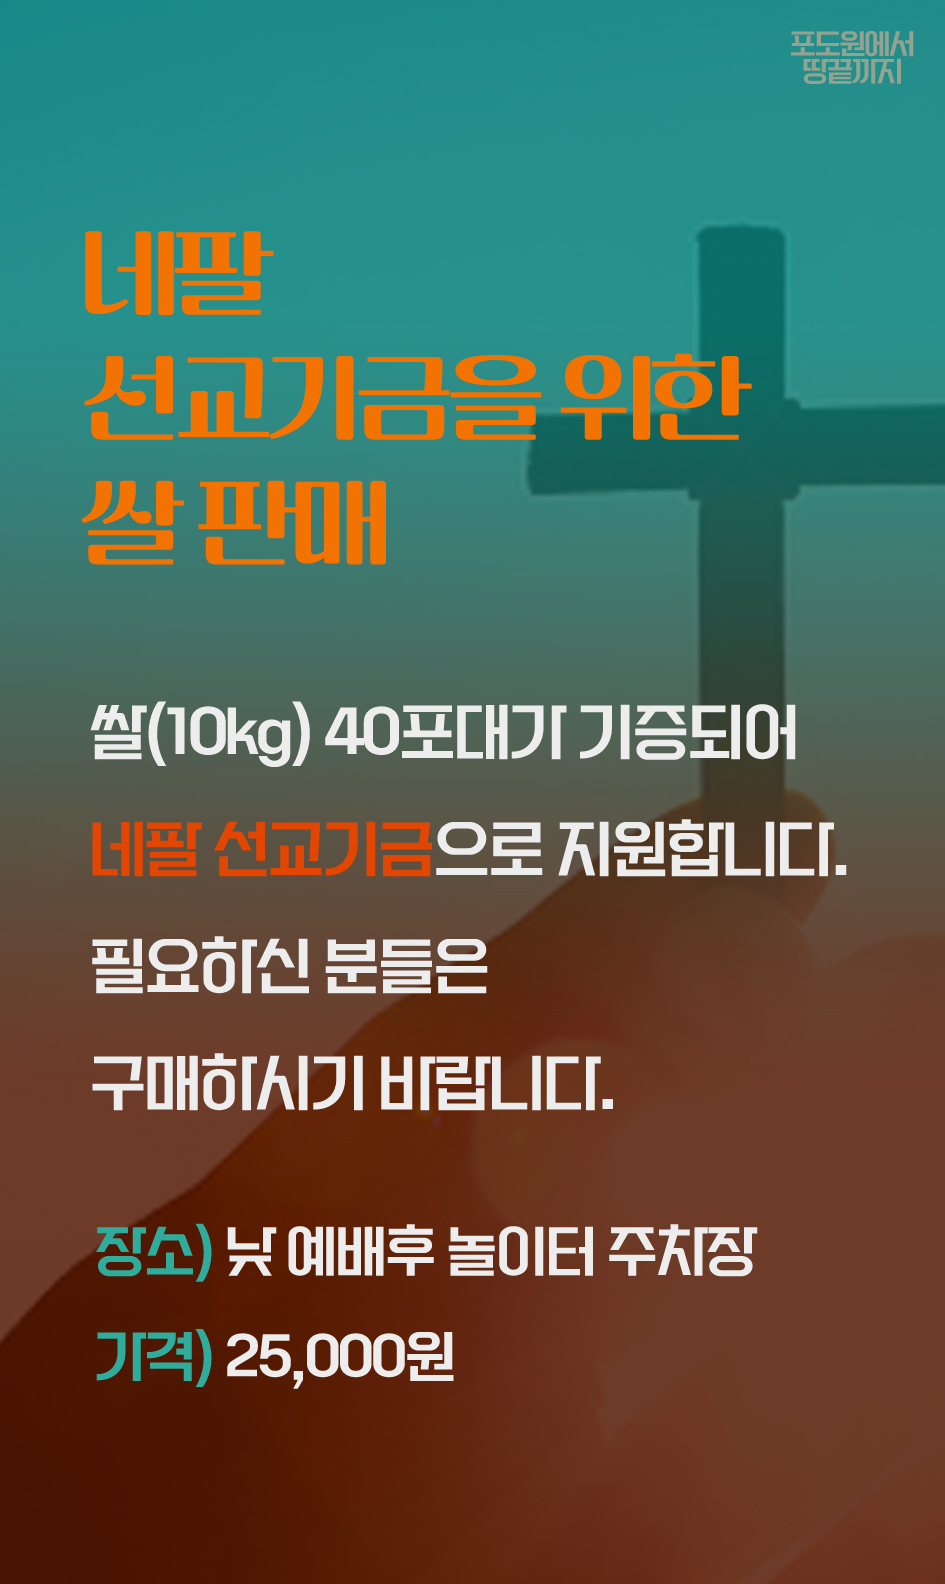 포도원에서
땅끝까지
네팔
선교기금을 위한
쌀 판매
쌀(10kg) 40포대가 기증되어
네팔 선교기금으로 지원합니다.
필요하신 분들은
구매하시기 바랍니다.
장소) 낮 예배후 놀이터 주차장
가격) 25,000원